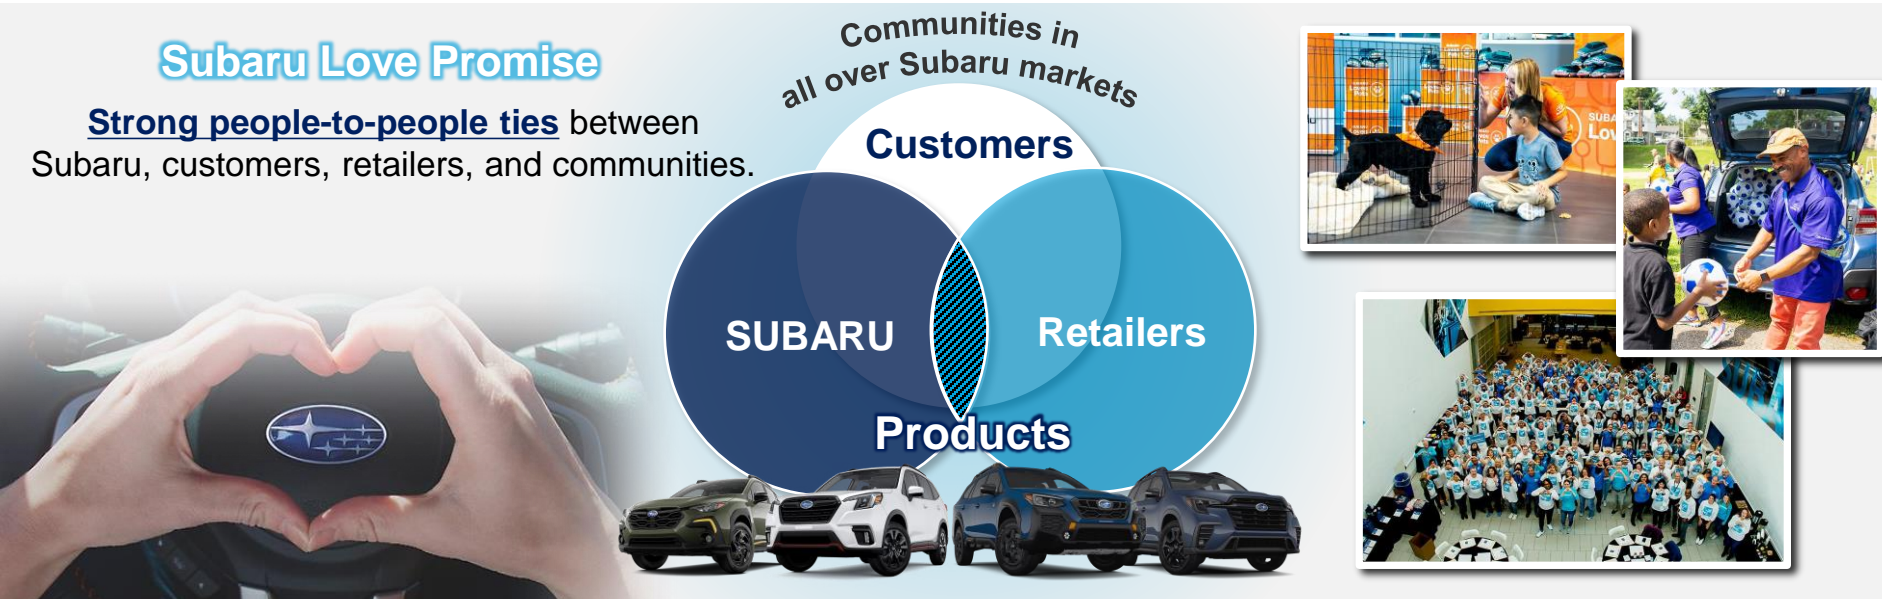 Subaru Love Promise
Strong people-to-people ties between
Subaru, customers, retailers, and communities.
Communities in
all over Subaru markets
Customers
SUBARU
Retailers
Products